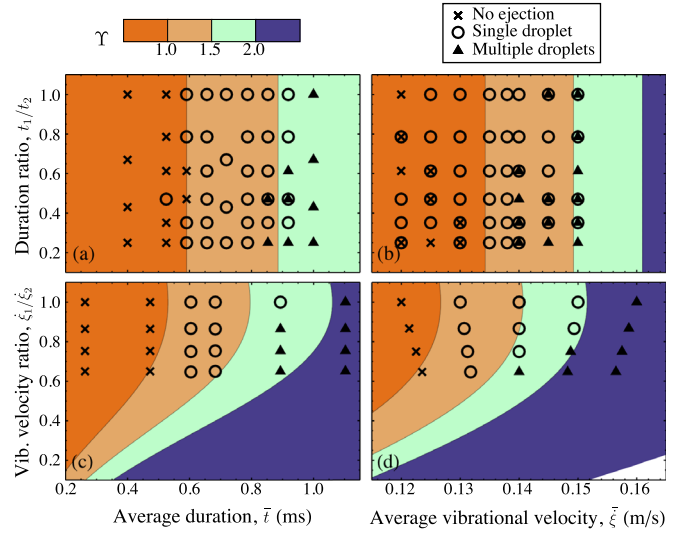 ϒ
1.0 1.5 2.0
No ejection
Single droplet
Multiple droplets
Duration ratio, t₁/t₂
1.0
0.8
0.6
0.4
0.2
(a)
(b)
Vib. velocity ratio, ξ̇₁/ξ̇₂
1.0
0.8
0.6
0.4
0.2
(c)
(d)
0.2 0.4 0.6 0.8 1.0
0.12 0.13 0.14 0.15 0.16
Average duration, t̄ (ms)
Average vibrational velocity, ξ̇̄ (m/s)